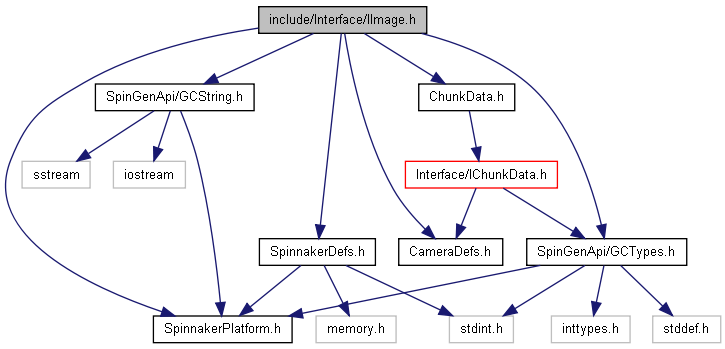 include/Interface/IImage.h
SpinGenApi/GCString.h
ChunkData.h
sstream
iostream
Interface/IChunkData.h
SpinnakerDefs.h
CameraDefs.h
SpinGenApi/GCTypes.h
SpinnakerPlatform.h
memory.h
stdint.h
inttypes.h
stddef.h